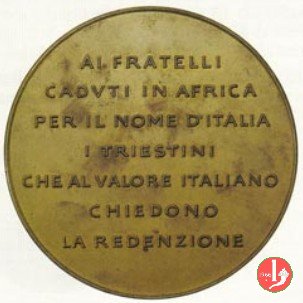 AI FRATELLI
CADVTI IN AFRICA
PER IL NOME D'ITALIA
I TRIESTINI
CHE AL VALORE ITALIANO
CHIEDONO
LA REDENZIONE